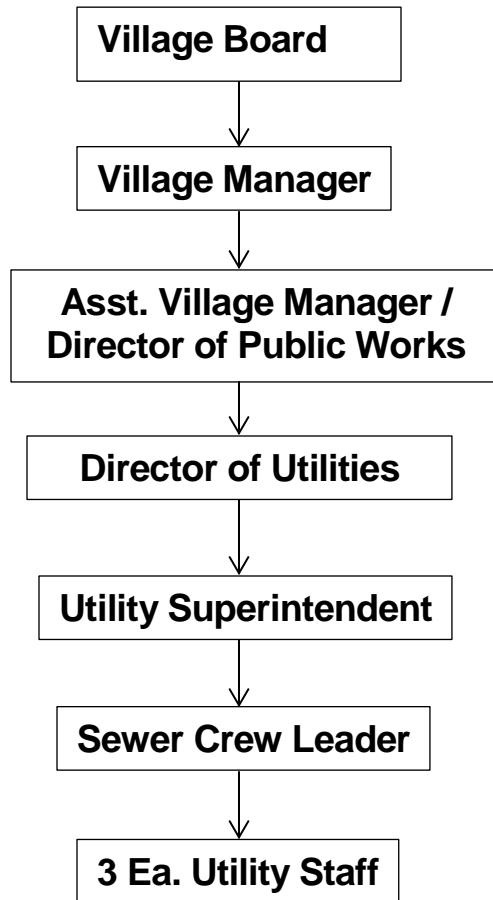 Village Board
Village Manager
Asst. Village Manager /
Director of Public Works
Director of Utilities
Utility Superintendent
Sewer Crew Leader
3 Ea. Utility Staff